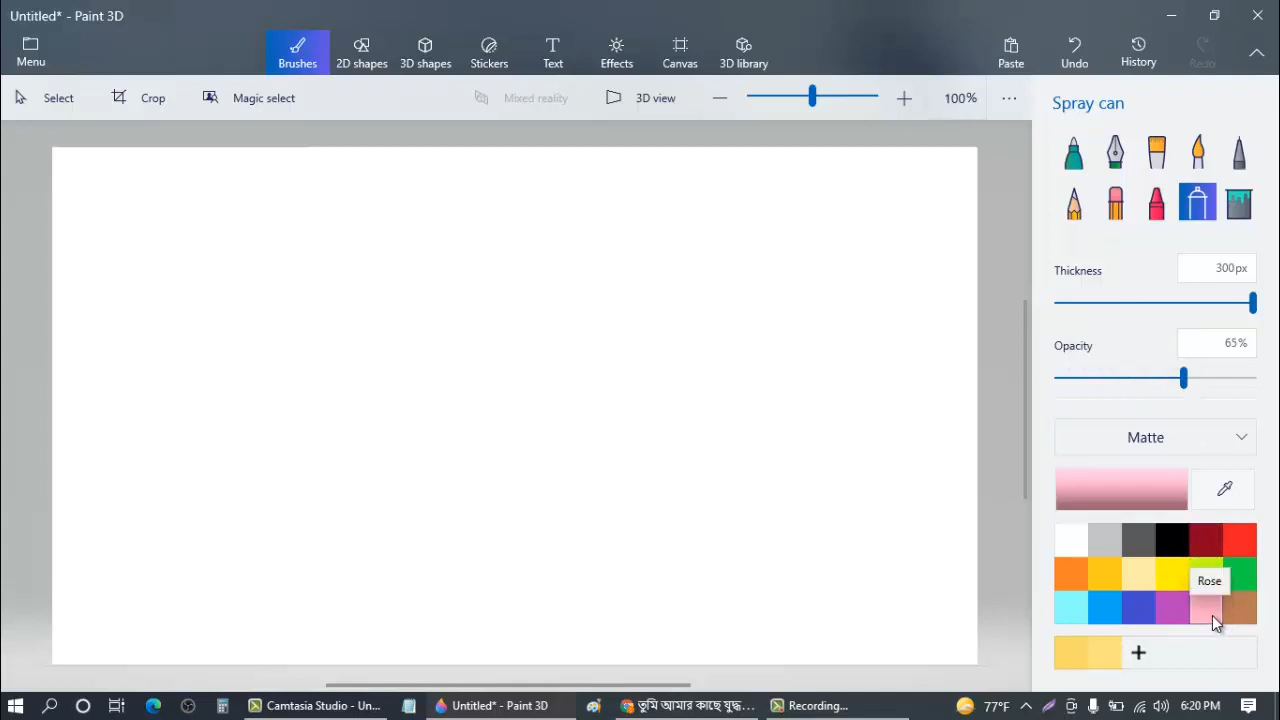 Untitled* - Paint 3D
Menu
Brushes
2D shapes
3D shapes
Stickers
Text
Effects
Canvas
3D library
Paste
Undo
History
Redo
Select
Crop
Magic select
Mixed reality
3D view
100%
Spray can
Thickness
300px
Opacity
65%
Matte
Rose
Camtasia Studio - Un...
Untitled* - Paint 3D
তুমি আমার কাছে যুদ্ধ...
Recording...
77°F
6:20 PM